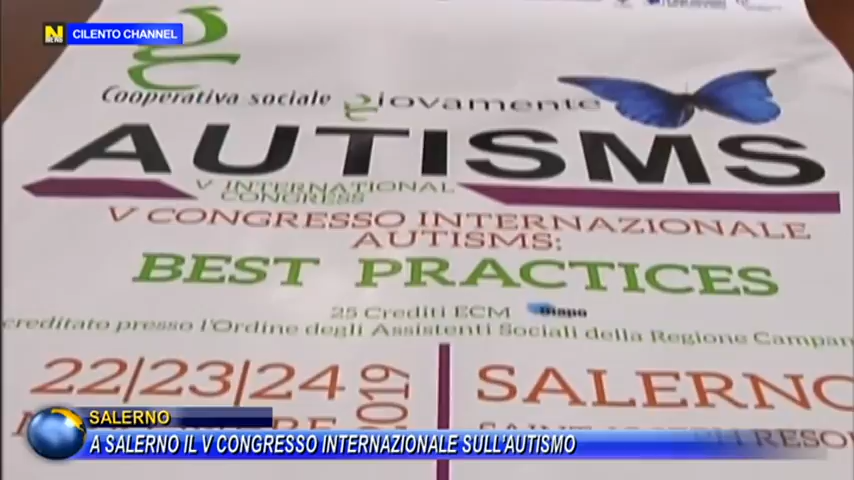 N
NEWS
CILENTO CHANNEL
Cooperativa sociale giovamente
AUTISMS
V INTERNATIONAL
CONGRESS
V CONGRESSO INTERNAZIONALE
AUTISMS:
BEST PRACTICES
25 Crediti ECM
creditato presso l'Ordine degli Assistenti Sociali della Regione Campan
22|23|24
2019
SALERNO
SALERNO
A SALERNO IL V CONGRESSO INTERNAZIONALE SULL'AUTISMO